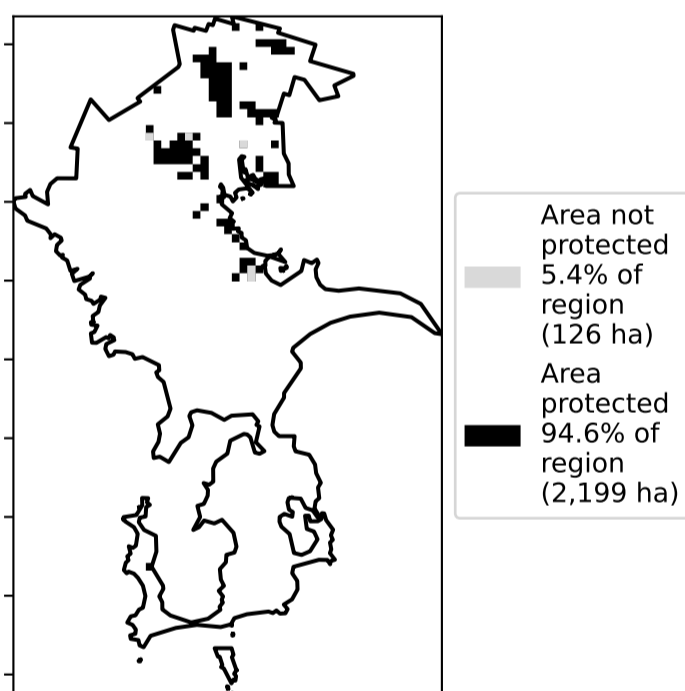 Area not
protected
5.4% of
region
(126 ha)
Area
protected
94.6% of
region
(2,199 ha)